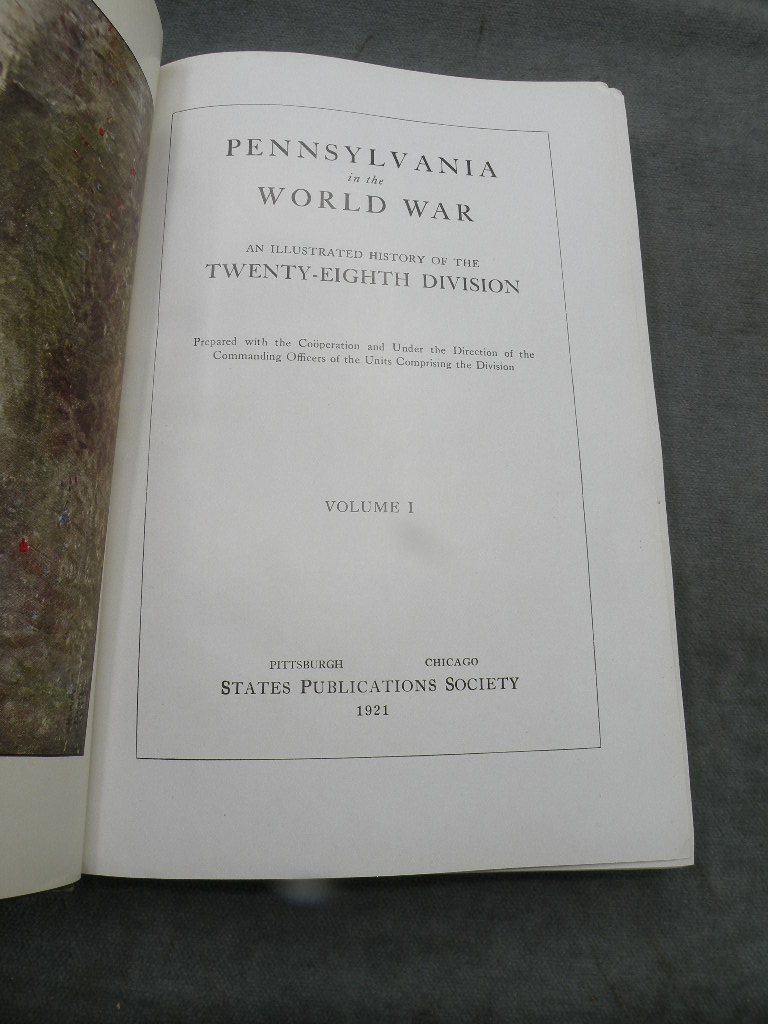 PENNSYLVANIA
in the
WORLD WAR
AN ILLUSTRATED HISTORY OF THE
TWENTY-EIGHTH DIVISION
Prepared with the Coöperation and Under the Direction of the
Commanding Officers of the Units Comprising the Division
VOLUME I
PITTSBURGH CHICAGO
STATES PUBLICATIONS SOCIETY
1921